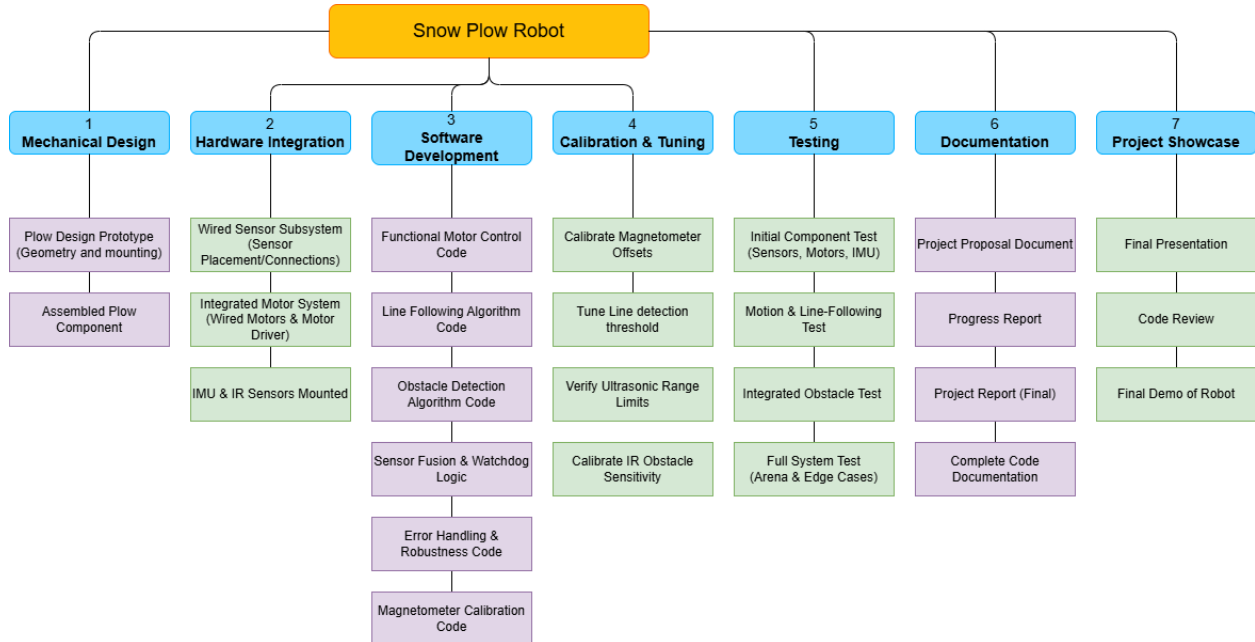 Snow Plow Robot
1
Mechanical Design
2
Hardware Integration
3
Software
Development
4
Calibration & Tuning
5
Testing
6
Documentation
7
Project Showcase
Plow Design Prototype
(Geometry and mounting)
Assembled Plow
Component
Wired Sensor Subsystem
(Sensor
Placement/Connections)
Integrated Motor System
(Wired Motors & Motor
Driver)
IMU & IR Sensors Mounted
Functional Motor Control
Code
Line Following Algorithm
Code
Obstacle Detection
Algorithm Code
Sensor Fusion & Watchdog
Logic
Error Handling &
Robustness Code
Magnetometer Calibration
Code
Calibrate Magnetometer
Offsets
Tune Line detection
threshold
Verify Ultrasonic Range
Limits
Calibrate IR Obstacle
Sensitivity
Initial Component Test
(Sensors, Motors, IMU)
Motion & Line-Following
Test
Integrated Obstacle Test
Full System Test
(Arena & Edge Cases)
Project Proposal Document
Progress Report
Project Report (Final)
Complete Code
Documentation
Final Presentation
Code Review
Final Demo of Robot